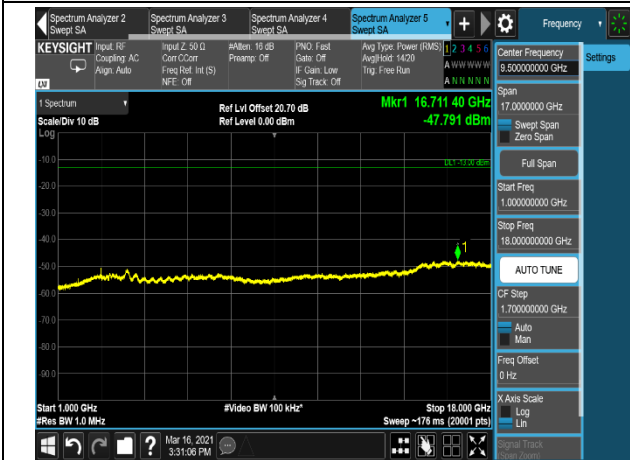 Spectrum Analyzer 2
Swept SA
Spectrum Analyzer 3
Swept SA
Spectrum Analyzer 4
Swept SA
Spectrum Analyzer 5
Swept SA
+
Frequency
KEYSIGHT
Input: RF
Coupling: AC
Align: Auto
Input Z: 50 Ω
Corr CCorr
Freq Ref: Int (S)
NFE: Off
#Atten: 16 dB
Preamp: Off
PNO: Fast
Gate: Off
IF Gain: Low
Sig Track: Off
Avg Type: Power (RMS)
Avg|Hold: 14/20
Trig: Free Run
1 2 3 4 5 6
A W W W W W
A N N N N N
1 Spectrum
Scale/Div 10 dB
Log
Ref Lvl Offset 20.70 dB
Ref Level 0.00 dBm
Mkr1 16.711 40 GHz
-47.791 dBm
DL1 -13.00 dBm
-10.0
-20.0
-30.0
-40.0
-50.0
-60.0
-70.0
-80.0
-90.0
1
Start 1.000 GHz
#Res BW 1.0 MHz
#Video BW 100 kHz*
Stop 18.000 GHz
Sweep ~176 ms (20001 pts)
Mar 16, 2021
3:31:06 PM
?
Center Frequency
9.500000000 GHz
Settings
Span
17.0000000 GHz
Swept Span
Zero Span
Full Span
Start Freq
1.000000000 GHz
Stop Freq
18.000000000 GHz
AUTO TUNE
CF Step
1.700000000 GHz
Auto
Man
Freq Offset
0 Hz
X Axis Scale
Log
Lin
Signal Track
(Span Zoom)